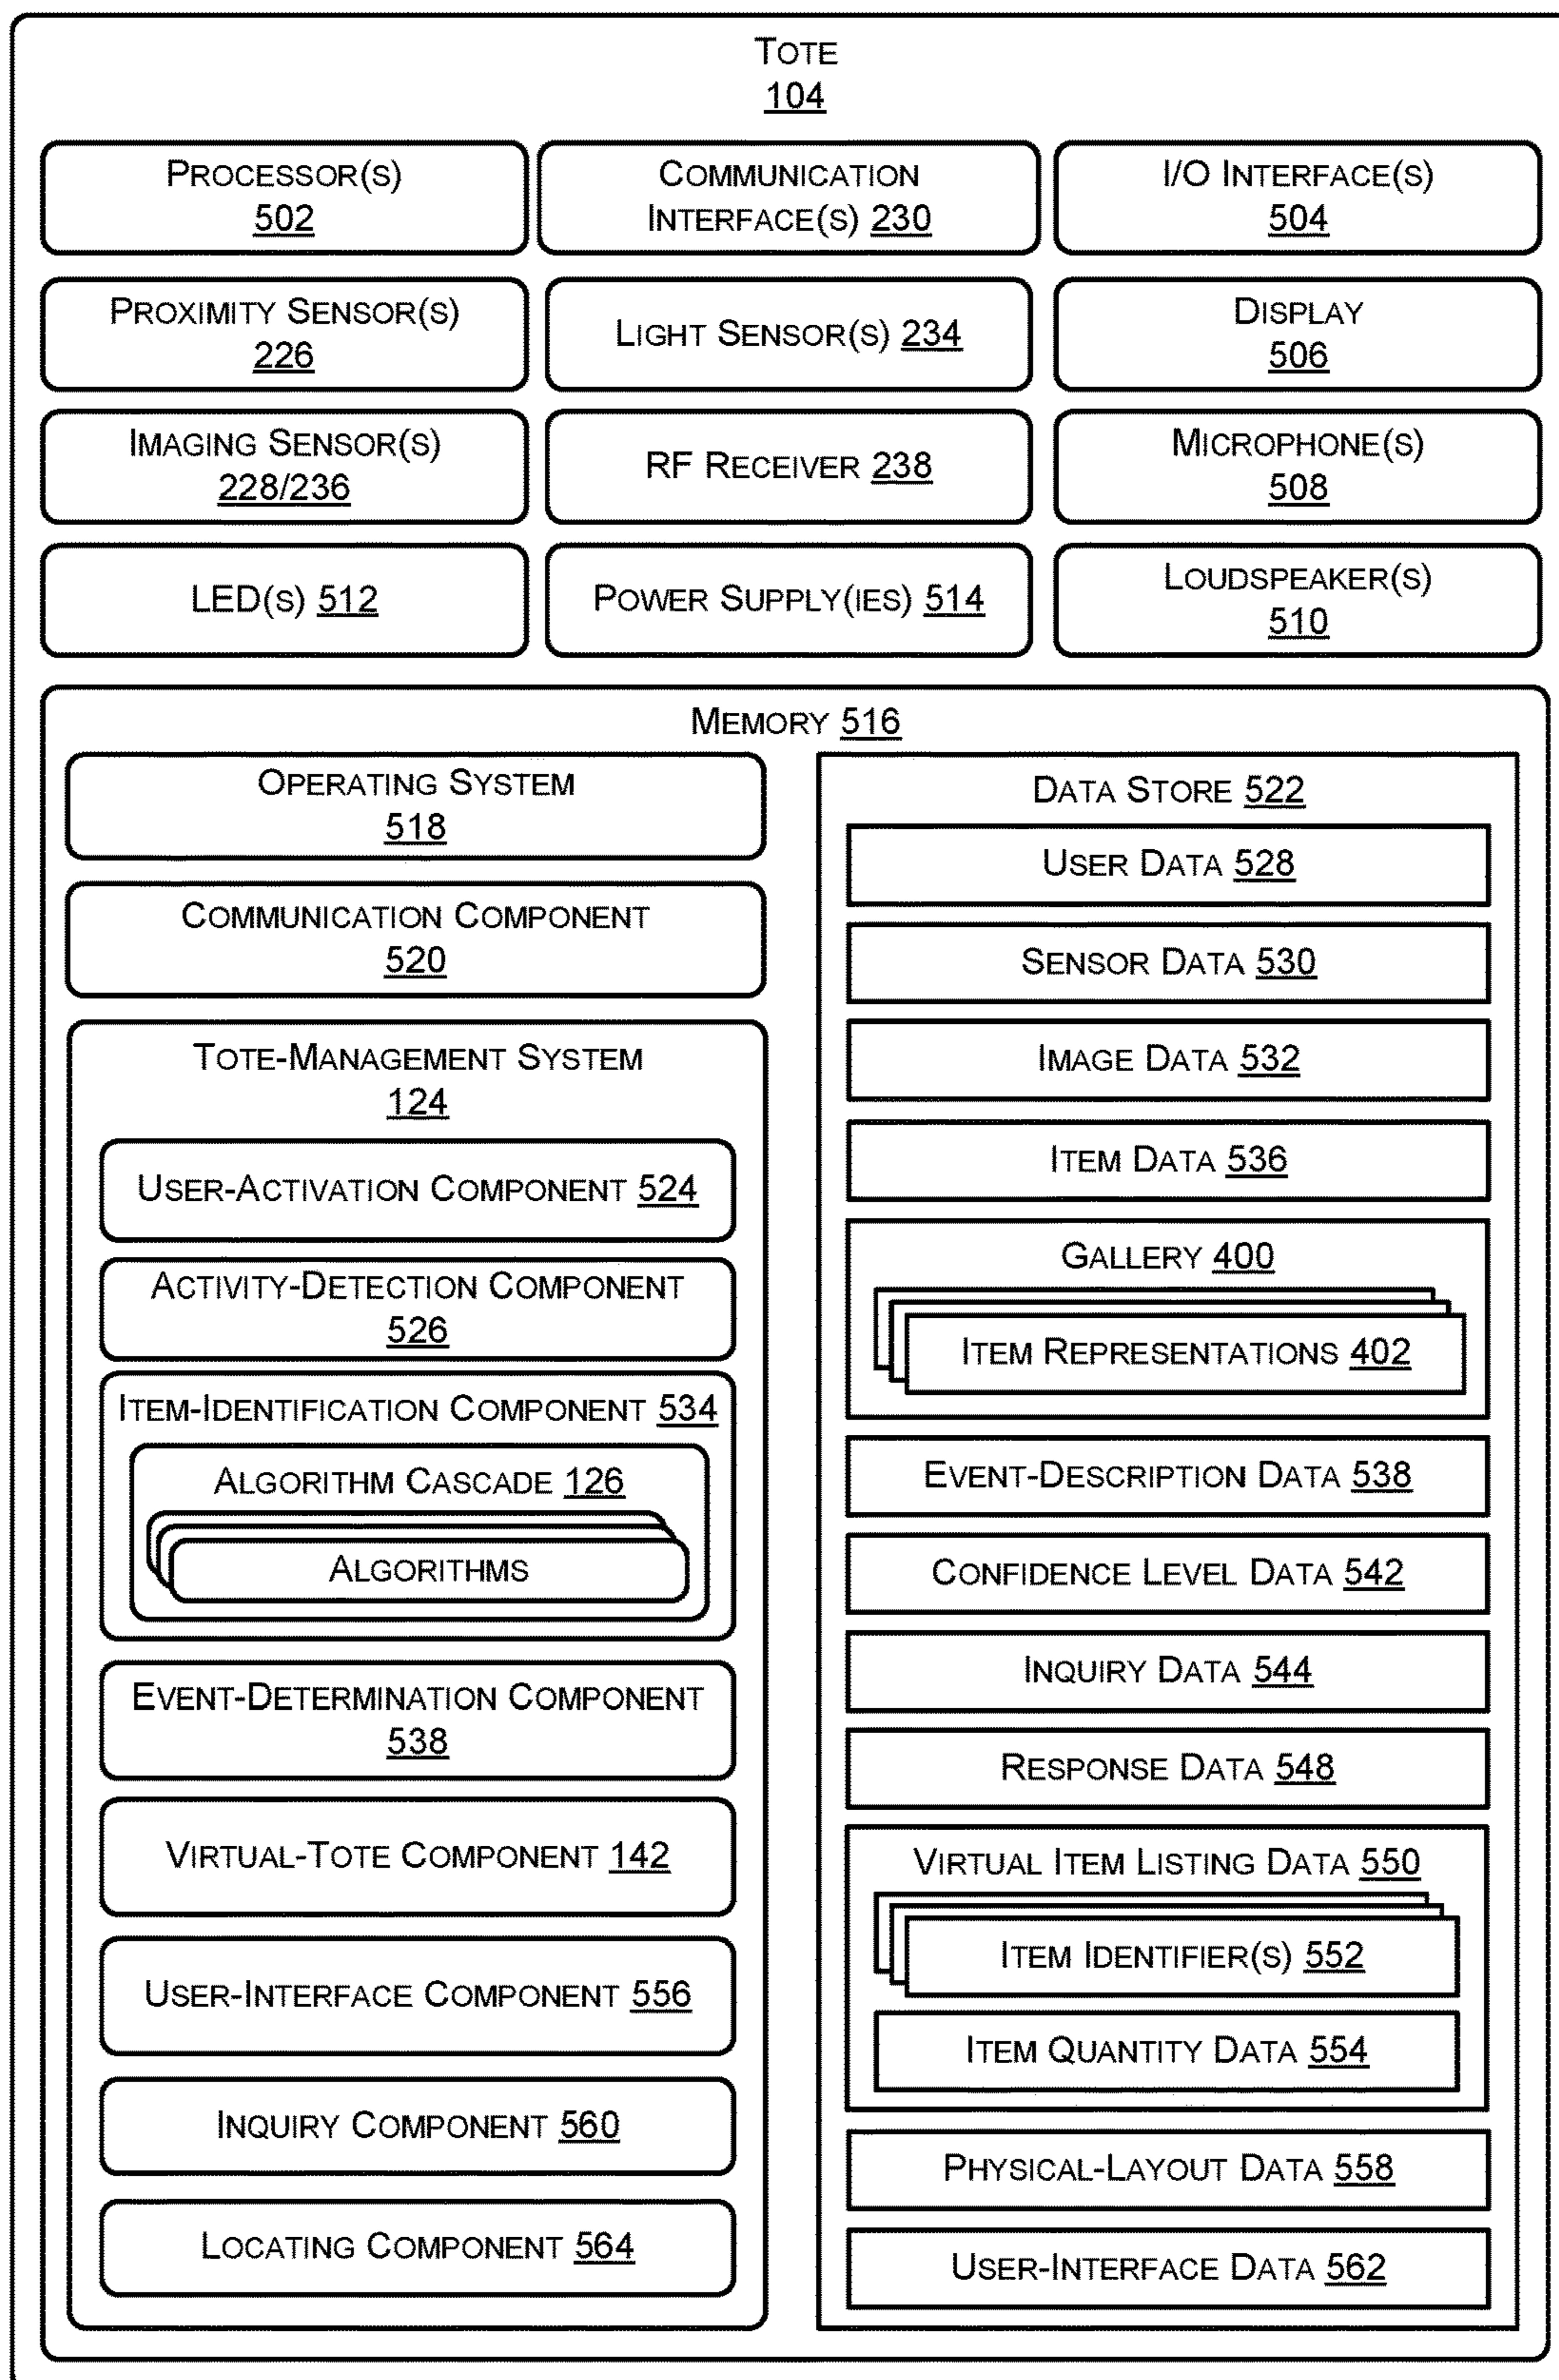 TOTE
104
PROCESSOR(S)
502
COMMUNICATION
INTERFACE(S) 230
I/O INTERFACE(S)
504
PROXIMITY SENSOR(S)
226
LIGHT SENSOR(S) 234
DISPLAY
506
IMAGING SENSOR(S)
228/236
RF RECEIVER 238
MICROPHONE(S)
508
LED(S) 512
POWER SUPPLY(IES) 514
LOUDSPEAKER(S)
510
MEMORY 516
OPERATING SYSTEM
518
COMMUNICATION COMPONENT
520
TOTE-MANAGEMENT SYSTEM
124
USER-ACTIVATION COMPONENT 524
ACTIVITY-DETECTION COMPONENT
526
ITEM-IDENTIFICATION COMPONENT 534
ALGORITHM CASCADE 126
ALGORITHMS
EVENT-DETERMINATION COMPONENT
538
VIRTUAL-TOTE COMPONENT 142
USER-INTERFACE COMPONENT 556
INQUIRY COMPONENT 560
LOCATING COMPONENT 564
DATA STORE 522
USER DATA 528
SENSOR DATA 530
IMAGE DATA 532
ITEM DATA 536
GALLERY 400
ITEM REPRESENTATIONS 402
EVENT-DESCRIPTION DATA 538
CONFIDENCE LEVEL DATA 542
INQUIRY DATA 544
RESPONSE DATA 548
VIRTUAL ITEM LISTING DATA 550
ITEM IDENTIFIER(S) 552
ITEM QUANTITY DATA 554
PHYSICAL-LAYOUT DATA 558
USER-INTERFACE DATA 562